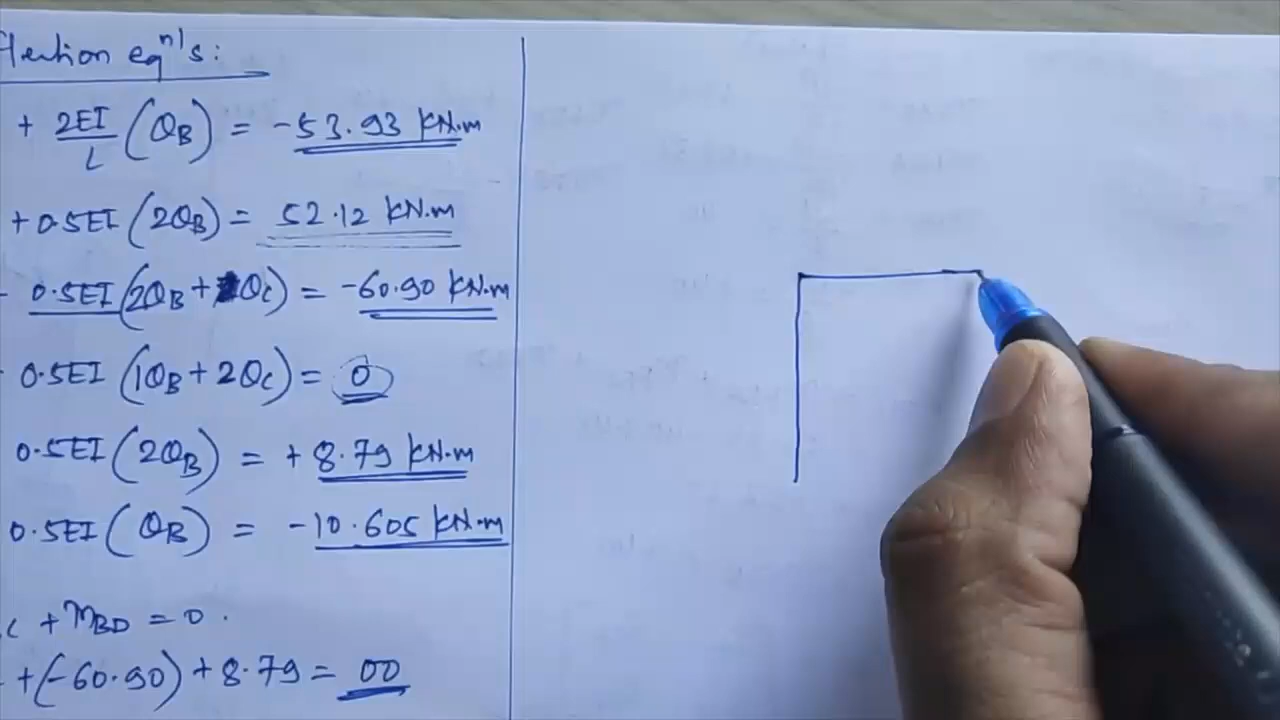 flection eqⁿ's:
+ 2EI/L (θB) = -53.93 kN.m
+0.5EI (2θB) = 52.12 kN.m
- 0.5EI (2θB + θC) = -60.90 kN.m
0.5EI (1θB + 2θC) = 0
0.5EI (2θB) = + 8.79 kN.m
0.5EI (θB) = -10.605 kN.m
+ MBD = 0.
+(-60.90) + 8.79 = 00